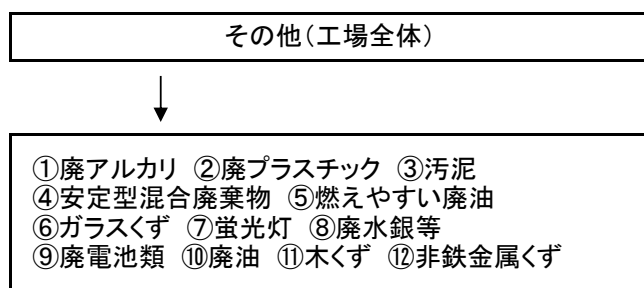 その他（工場全体）
①廃アルカリ ②廃プラスチック ③汚泥
④安定型混合廃棄物 ⑤燃えやすい廃油
⑥ガラスくず ⑦蛍光灯 ⑧廃水銀等
⑨廃電池類 ⑩廃油 ⑪木くず ⑫非鉄金属くず